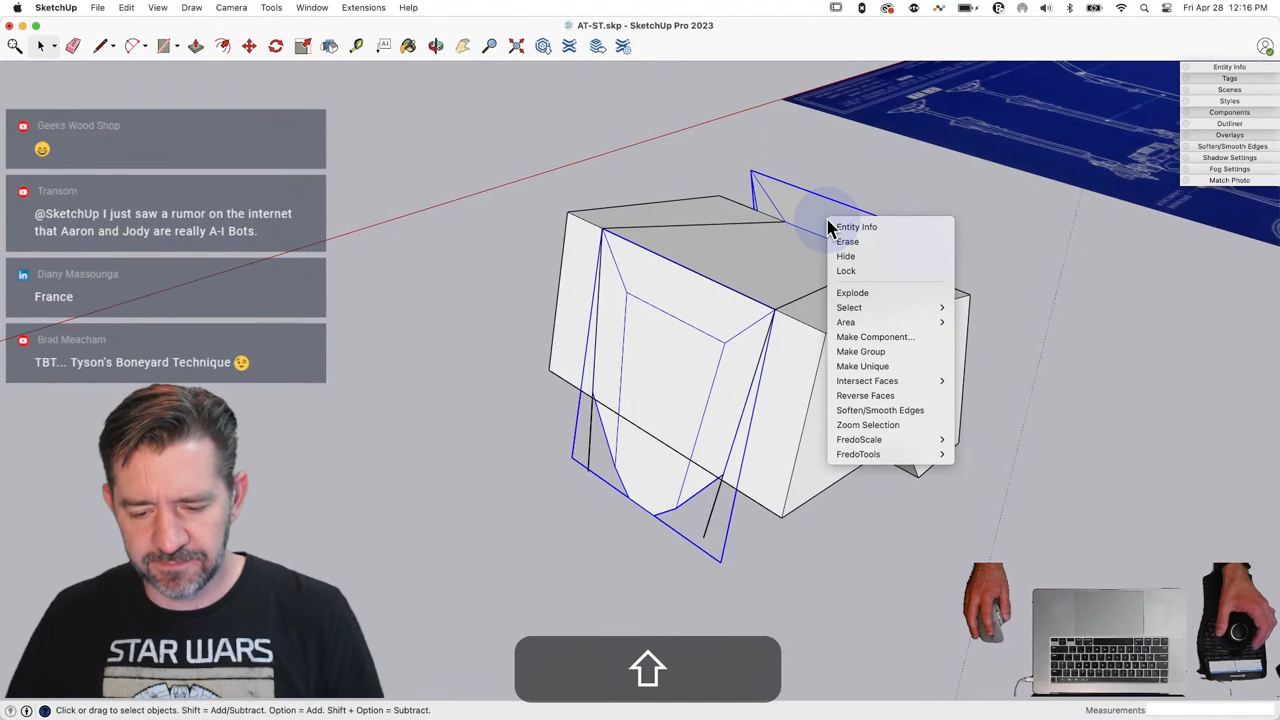 SketchUp File Edit View Draw Camera Tools Window Extensions Help
Fri Apr 28 12:16 PM
AT-ST.skp - SketchUp Pro 2023
Entity Info
Tags
Scenes
Styles
Components
Outliner
Overlays
Soften/Smooth Edges
Shadow Settings
Fog Settings
Match Photo
Geeks Wood Shop
Transom
@SketchUp I just saw a rumor on the internet
that Aaron and Jody are really A-I Bots.
Diany Massounga
France
Brad Meacham
TBT... Tyson's Boneyard Technique
Entity Info
Erase
Hide
Lock
Explode
Select
Area
Make Component...
Make Group
Make Unique
Intersect Faces
Reverse Faces
Soften/Smooth Edges
Zoom Selection
FredoScale
FredoTools
STAR WARS
Click or drag to select objects. Shift = Add/Subtract. Option = Add. Shift + Option = Subtract.
Measurements